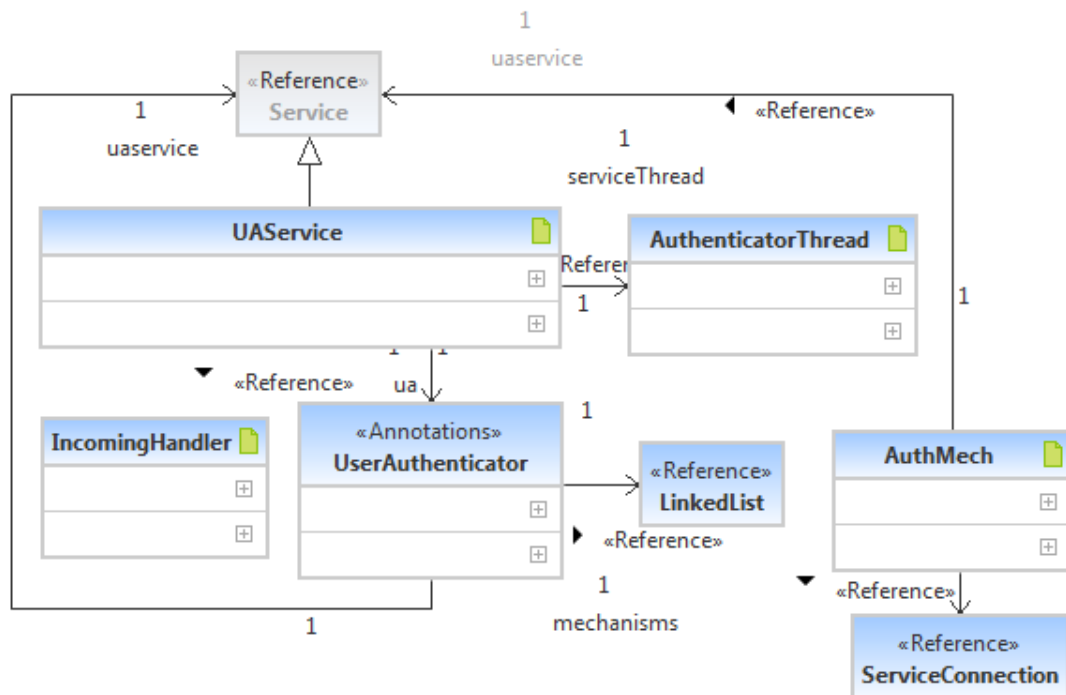 1
uaservice
«Reference»
Service
1
uaservice
«Reference»
1
serviceThread
UAService
AuthenticatorThread
1
1
1
1
«Reference»
ua
1
IncomingHandler
«Annotations»
UserAuthenticator
«Reference»
LinkedList
AuthMech
«Reference»
1
mechanisms
1
«Reference»
«Reference»
ServiceConnection